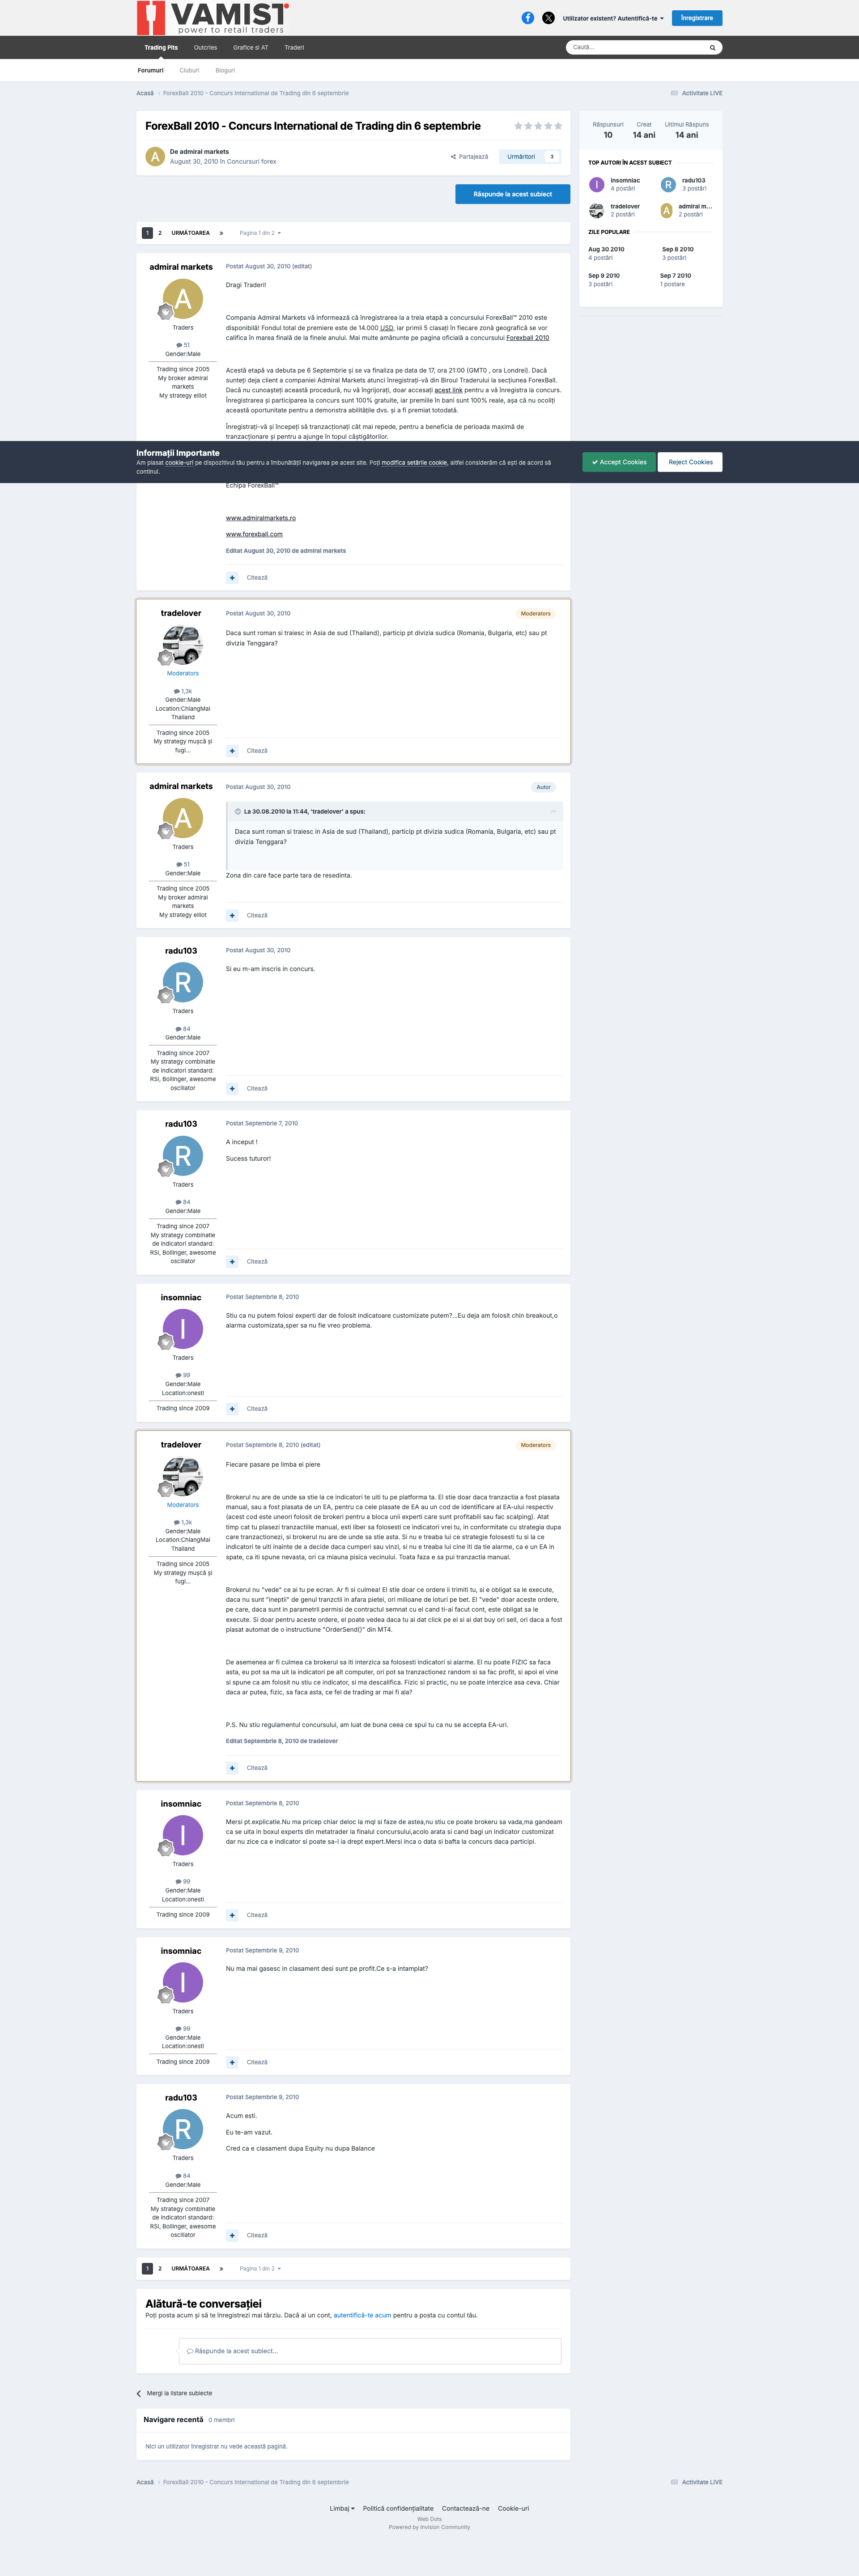 VAMIST
power to retail traders
Utilizator existent? Autentifică-te
Înregistrare
Trading Pits
Outcries
Grafice si AT
Traderi
Caută...
Forumuri
Cluburi
Bloguri
Acasă
ForexBall 2010 - Concurs International de Trading din 6 septembrie
Activitate LIVE
ForexBall 2010 - Concurs International de Trading din 6 septembrie
A
De admiral markets
August 30, 2010 în Concursuri forex
Partajează
Urmăritori 3
Răspunde la acest subiect
1 2 URMĂTOAREA » Pagina 1 din 2
Răspunsuri
10
Creat
14 ani
Ultimul Răspuns
14 ani
TOP AUTORI ÎN ACEST SUBIECT
I
insomniac
4 postări
R
radu103
3 postări
tradelover
2 postări
A
admiral m...
2 postări
ZILE POPULARE
Aug 30 2010
4 postări
Sep 8 2010
3 postări
Sep 9 2010
3 postări
Sep 7 2010
1 postare
admiral markets
A
Traders
51
Gender:Male
Trading since 2005
My broker admiral
markets
My strategy elliot
Postat August 30, 2010 (editat)
Dragi Traderi!
Compania Admiral Markets vă informează că înregistrarea la a treia etapă a concursului ForexBall™ 2010 este
disponibilă! Fondul total de premiere este de 14.000 USD, iar primii 5 clasați în fiecare zonă geografică se vor
califica în marea finală de la finele anului. Mai multe amănunte pe pagina oficială a concursului Forexball 2010
Acestă etapă va debuta pe 6 Septembrie și se va finaliza pe data de 17, ora 21:00 (GMT0 , ora Londrei). Dacă
sunteți deja client a companiei Admiral Markets atunci înregistrați-vă din Biroul Traderului la secțiunea ForexBall.
Dacă nu cunoașteți această procedură, nu vă îngrijorați, doar accesați acest link pentru a vă înregistra la concurs.
Înregistrarea și participarea la concurs sunt 100% gratuite, iar premiile în bani sunt 100% reale, așa că nu ocoliți
această oportunitate pentru a demonstra abilitățile dvs. și a fi premiat totodată.
Înregistrați-vă și începeți să tranzacționați cât mai repede, pentru a beneficia de perioada maximă de
tranzacționare și pentru a ajunge în topul câștigătorilor.
Informații Importante
Am plasat cookie-uri pe dispozitivul tău pentru a îmbunătății navigarea pe acest site. Poți modifica setările cookie, altfel considerăm că ești de acord să
continui.
Accept Cookies
Reject Cookies
Echipa ForexBall™
www.admiralmarkets.ro
www.forexball.com
Editat August 30, 2010 de admiral markets
Citează
tradelover
Moderators
1,3k
Gender:Male
Location:ChiangMai
Thailand
Trading since 2005
My strategy mușcă și
fugi...
Postat August 30, 2010
Moderators
Daca sunt roman si traiesc in Asia de sud (Thailand), particip pt divizia sudica (Romania, Bulgaria, etc) sau pt
divizia Tenggara?
Citează
admiral markets
A
Traders
51
Gender:Male
Trading since 2005
My broker admiral
markets
My strategy elliot
Postat August 30, 2010
Autor
La 30.08.2010 la 11:44, 'tradelover' a spus:
Daca sunt roman si traiesc in Asia de sud (Thailand), particip pt divizia sudica (Romania, Bulgaria, etc) sau pt
divizia Tenggara?
Zona din care face parte tara de resedinta.
Citează
radu103
R
Traders
84
Gender:Male
Trading since 2007
My strategy combinatie
de indicatori standard:
RSI, Bollinger, awesome
oscillator
Postat August 30, 2010
Si eu m-am inscris in concurs.
Citează
radu103
R
Traders
84
Gender:Male
Trading since 2007
My strategy combinatie
de indicatori standard:
RSI, Bollinger, awesome
oscillator
Postat Septembrie 7, 2010
A inceput !
Sucess tuturor!
Citează
insomniac
I
Traders
99
Gender:Male
Location:onesti
Trading since 2009
Postat Septembrie 8, 2010
Stiu ca nu putem folosi experti dar de folosit indicatoare customizate putem?...Eu deja am folosit chin breakout,o
alarma customizata,sper sa nu fie vreo problema.
Citează
tradelover
Moderators
1,3k
Gender:Male
Location:ChiangMai
Thailand
Trading since 2005
My strategy mușcă și
fugi...
Postat Septembrie 8, 2010 (editat)
Moderators
Fiecare pasare pe limba ei piere
Brokerul nu are de unde sa stie la ce indicatori te uiti tu pe platforma ta. El stie doar daca tranzactia a fost plasata
manual, sau a fost plasata de un EA, pentru ca cele plasate de EA au un cod de identificare al EA-ului respectiv
(acest cod este uneori folosit de brokeri pentru a bloca unii experti care sunt profitabili sau fac scalping). Atat
timp cat tu plasezi tranzactiile manual, esti liber sa folosesti ce indicatori vrei tu, in conformitate cu strategia dupa
care tranzactionezi, si brokerul nu are de unde sa stie asta. Si nu e treaba lui ce strategie folosesti tu si la ce
indicatori te uiti inainte de a decide daca cumperi sau vinzi, si nu e treaba lui cine iti da tie alarme, ca e un EA in
spate, ca iti spune nevasta, ori ca miauna pisica vecinului. Toata faza e sa pui tranzactia manual.
Brokerul nu "vede" ce ai tu pe ecran. Ar fi si culmea! El stie doar ce ordere ii trimiti tu, si e obligat sa le execute,
daca nu sunt "ineptii" de genul tranzctii in afara pietei, ori milioane de loturi pe bet. El "vede" doar aceste ordere,
pe care, daca sunt in parametrii permisi de contractul semnat cu el cand ti-ai facut cont, este obligat sa le
execute. Si doar pentru aceste ordere, el poate vedea daca tu ai dat click pe el si ai dat buy ori sell, ori daca a fost
plasat automat de o instructiune "OrderSend()" din MT4.
De asemenea ar fi culmea ca brokerul sa iti interzica sa folosesti indicatori si alarme. El nu poate FIZIC sa faca
asta, eu pot sa ma uit la indicatori pe alt computer, ori pot sa tranzactionez random si sa fac profit, si apoi el vine
si spune ca am folosit nu stiu ce indicator, si ma descalifica. Fizic si practic, nu se poate interzice asa ceva. Chiar
daca ar putea, fizic, sa faca asta, ce fel de trading ar mai fi ala?
P.S. Nu stiu regulamentul concursului, am luat de buna ceea ce spui tu ca nu se accepta EA-uri.
Editat Septembrie 8, 2010 de tradelover
Citează
insomniac
I
Traders
99
Gender:Male
Location:onesti
Trading since 2009
Postat Septembrie 8, 2010
Mersi pt.explicatie.Nu ma pricep chiar deloc la mql si faze de astea,nu stiu ce poate brokeru sa vada,ma gandeam
ca se uita in boxul experts din metatrader la finalul concursului,acolo arata si cand bagi un indicator customizat
dar nu zice ca e indicator si poate sa-l ia drept expert.Mersi inca o data si bafta la concurs daca participi.
Citează
insomniac
I
Traders
99
Gender:Male
Location:onesti
Trading since 2009
Postat Septembrie 9, 2010
Nu ma mai gasesc in clasament desi sunt pe profit.Ce s-a intamplat?
Citează
radu103
R
Traders
84
Gender:Male
Trading since 2007
My strategy combinatie
de indicatori standard:
RSI, Bollinger, awesome
oscillator
Postat Septembrie 9, 2010
Acum esti.
Eu te-am vazut.
Cred ca e clasament dupa Equity nu dupa Balance
Citează
1 2 URMĂTOAREA » Pagina 1 din 2
Alătură-te conversației
Poți posta acum și să te înregistrezi mai târziu. Dacă ai un cont, autentifică-te acum pentru a posta cu contul tău.
Răspunde la acest subiect...
Mergi la listare subiecte
Navigare recentă 0 membri
Nici un utilizator înregistrat nu vede această pagină.
Acasă
ForexBall 2010 - Concurs International de Trading din 6 septembrie
Activitate LIVE
Limbaj
Politică confidențialitate
Contactează-ne
Cookie-uri
Web Dots
Powered by Invision Community